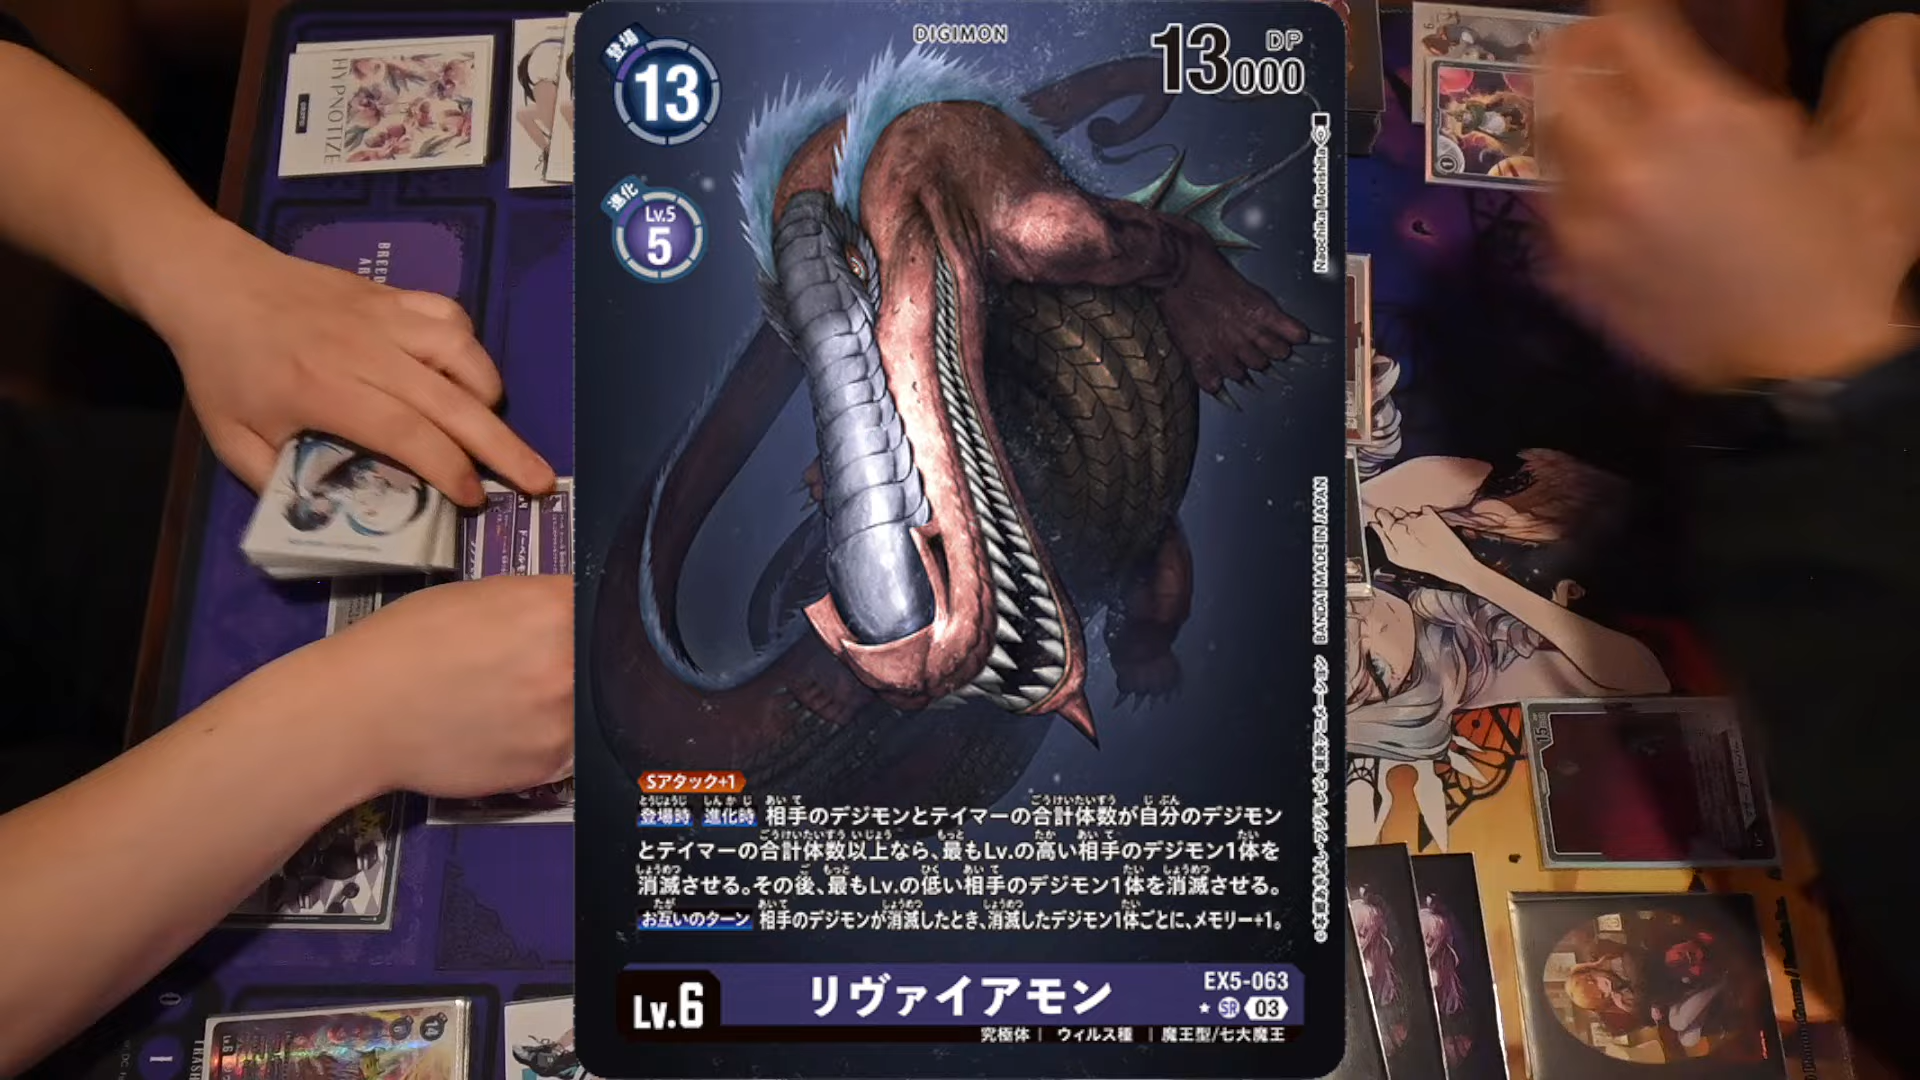 HYPNOTIZE
登場
13
DIGIMON
13000
DP
進化
Lv.5
5
Naochika Morishita
BANDAI MADE IN JAPAN
Sアタック+1
登場時 進化時 相手のデジモンとテイマーの合計体数が自分のデジモン
とテイマーの合計体数以上なら、最もLv.の高い相手のデジモン1体を
消滅させる。その後、最もLv.の低い相手のデジモン1体を消滅させる。
お互いのターン 相手のデジモンが消滅したとき、消滅したデジモン1体ごとに、メモリー+1。
Lv.6
リヴァイアモン
EX5-063
SR 03
究極体 | ウィルス種 | 魔王型/七大魔王